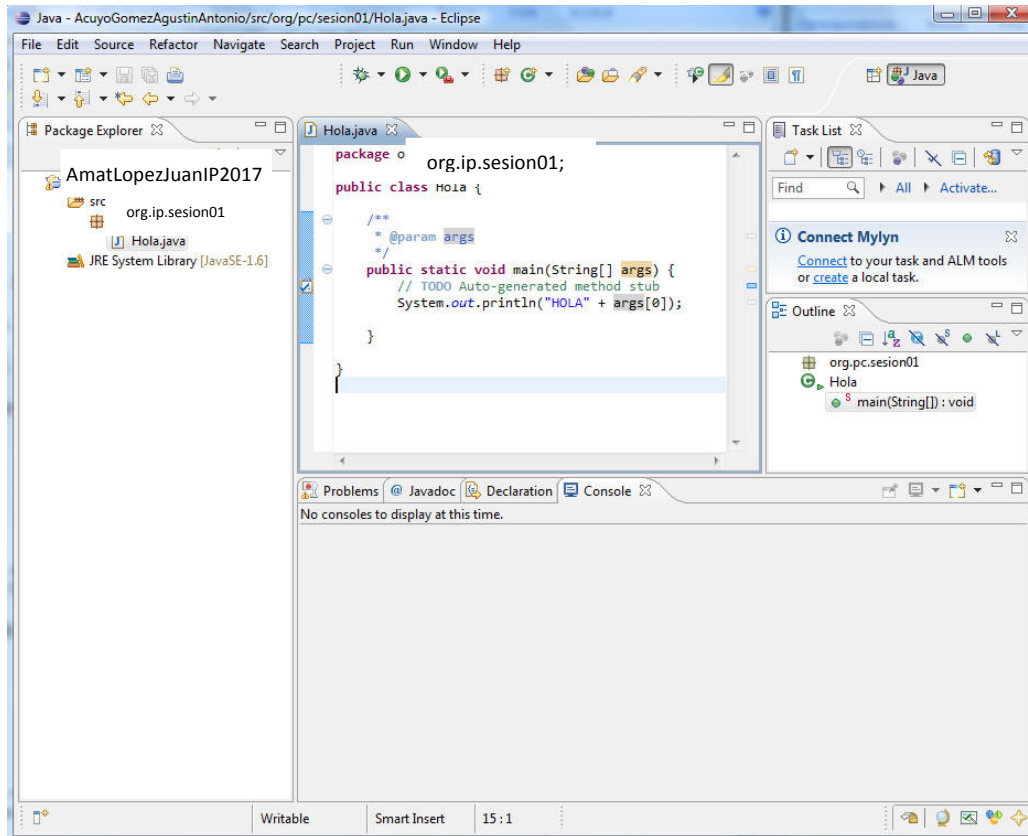 Java - AcuyoGomezAgustinAntonio/src/org/pc/sesion01/Hola.java - Eclipse
File Edit Source Refactor Navigate Search Project Run Window Help
Java
Package Explorer
AmatLopezJuanIP2017
src
org.ip.sesion01
Hola.java
JRE System Library [JavaSE-1.6]
Hola.java
package o org.ip.sesion01;
public class Hola {
/**
* @param args
*/
public static void main(String[] args) {
// TODO Auto-generated method stub
System.out.println("HOLA" + args[0]);
}
}
Task List
Find All Activate...
Connect Mylyn
Connect to your task and ALM tools
or create a local task.
Outline
org.pc.sesion01
Hola
main(String[]) : void
Problems Javadoc Declaration Console
No consoles to display at this time.
Writable Smart Insert 15 : 1